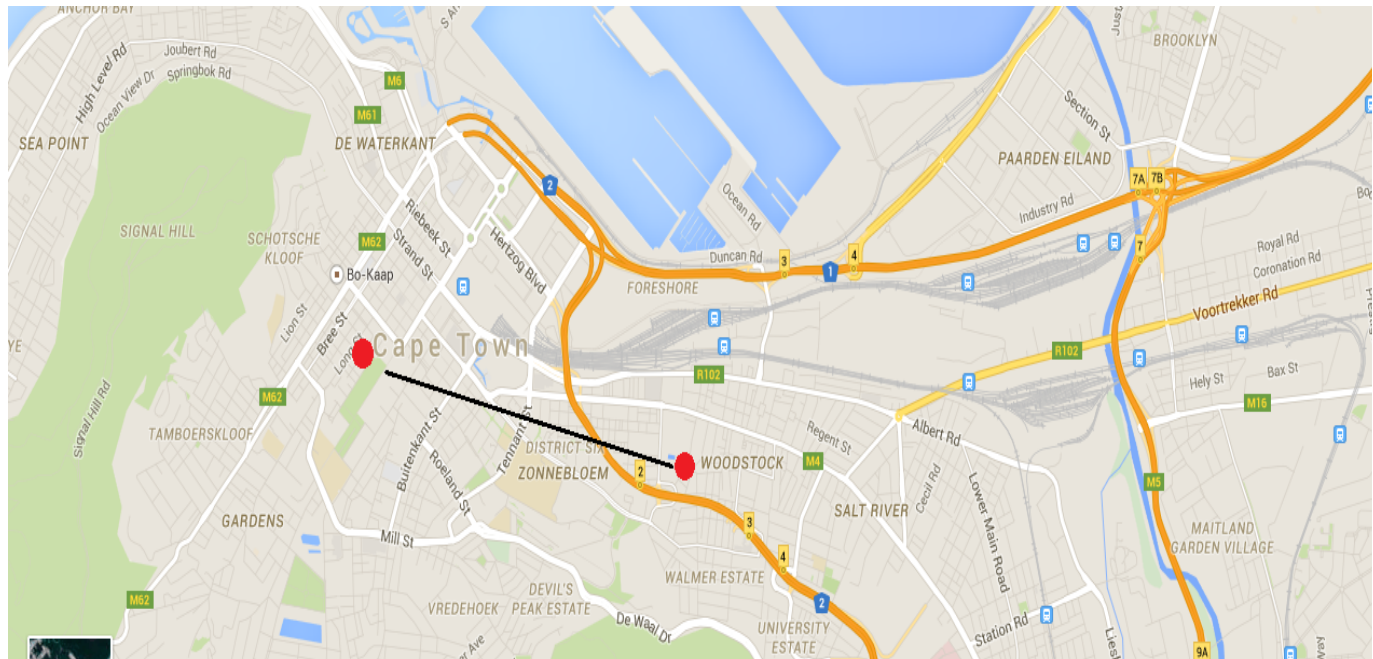 ANCHOR BAY
Joubert Rd
Springbok Rd
High Level Rd
Ocean View Dr
M6
M61
SEA POINT
DE WATERKANT
2
BROOKLYN
Section St
PAARDEN EILAND
7A
7B
Industry Rd
Ocean Rd
SIGNAL HILL
SCHOTSCHE
KLOOF
M62
Riebeek St
Strand St
Hertzog Blvd
Duncan Rd
3
4
1
7
Royal Rd
Coronation Rd
Bo-Kaap
FORESHORE
Voortrekker Rd
Lion St
Bree St
Long St
Cape Town
R102
R102
Hely St
Bax St
M62
M16
Signal Hill Rd
TAMBOERSKLOOF
Buitenkant St
Roeland St
Tennant St
DISTRICT SIX
ZONNEBLOEM
2
WOODSTOCK
Regent St
M4
Albert Rd
Cecil Rd
Lower Main Road
M5
SALT RIVER
GARDENS
Mill St
3
4
MAITLAND
GARDEN VILLAGE
WALMER ESTATE
DEVIL'S
PEAK ESTATE
VREDEHOEK
M62
De Waal Dr
2
UNIVERSITY
ESTATE
Station Rd
9A